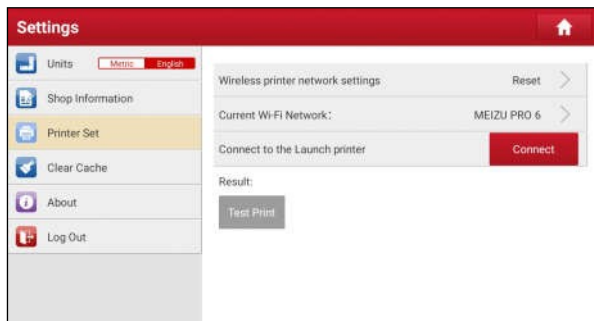 Settings
Units Metric English
Shop Information
Printer Set
Clear Cache
About
Log Out
Wireless printer network settings Reset
Current Wi-Fi Network: MEIZU PRO 6
Connect to the Launch printer Connect
Result:
Test Print